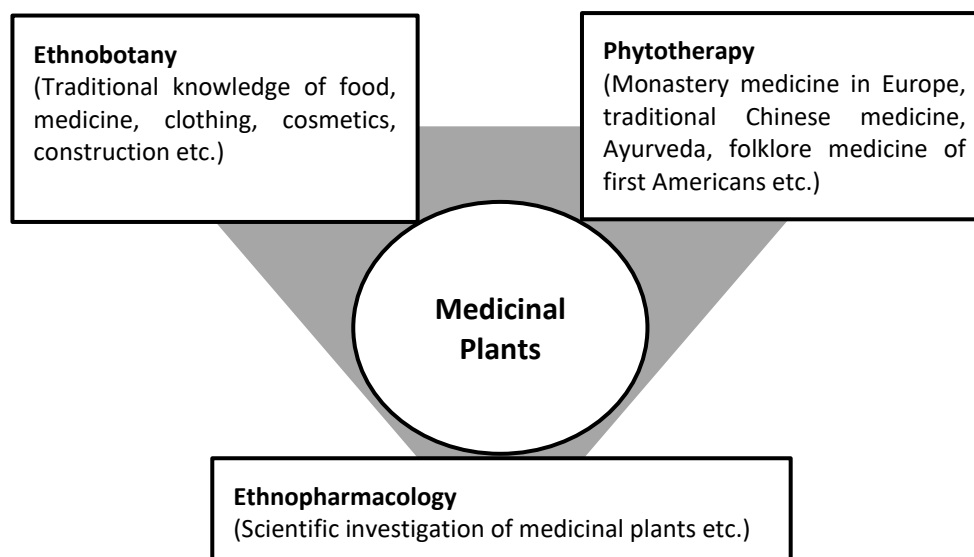 Ethnobotany
(Traditional knowledge of food,
medicine, clothing, cosmetics,
construction etc.)
Phytotherapy
(Monastery medicine in Europe,
traditional Chinese medicine,
Ayurveda, folklore medicine of
first Americans etc.)
Medicinal
Plants
Ethnopharmacology
(Scientific investigation of medicinal plants etc.)